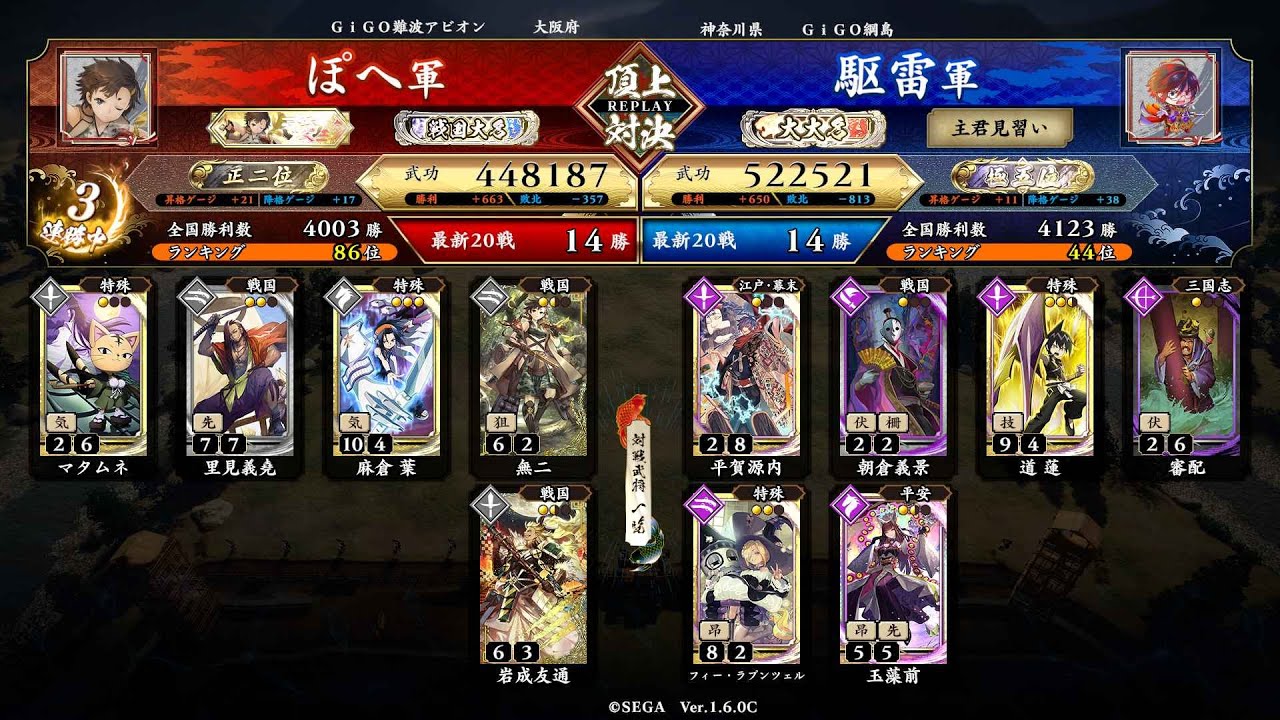 GiGO難波アビオン 大阪府 神奈川県 GiGO綱島
ぽへ軍
頂上
REPLAY
対決
駆雷軍
戦国大名
主君見習い
正二位
武功 448187
勝利 +663 敗北 -357
武功 522521
勝利 +650 敗北 -813
昇格ゲージ +21 降格ゲージ +17
昇格ゲージ +11 降格ゲージ +38
3
連勝中
全国勝利数 4003勝
ランキング 86位
最新20戦 14勝
最新20戦 14勝
全国勝利数 4123勝
ランキング 44位
特殊
気
2 6
マタムネ
戦国
先
7 7
里見義堯
特殊
気
10 4
麻倉 葉
戦国
狙
6 2
無二
対戦武将一覧
江戸・幕末
2 8
平賀源内
戦国
伏 柵
2 2
朝倉義景
特殊
技
9 4
道 蓮
三国志
伏
2 6
審配
戦国
6 3
岩成友通
特殊
昂
8 2
フィー・ラプンツェル
平安
昂 先
5 5
玉藻前
©SEGA Ver.1.6.0C